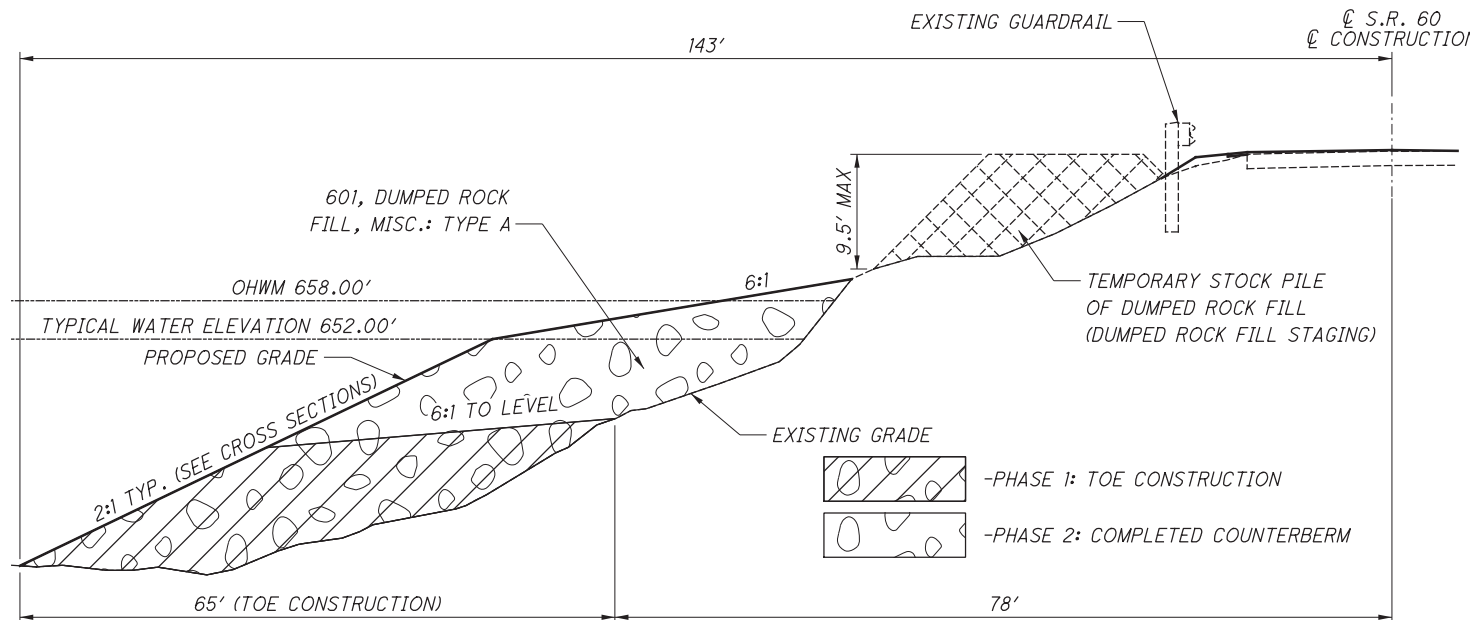 EXISTING GUARDRAIL
℄ S.R. 60
℄ CONSTRUCTION
143'
601, DUMPED ROCK
FILL, MISC.: TYPE A
9.5' MAX
6:1
OHWM 658.00'
TEMPORARY STOCK PILE
OF DUMPED ROCK FILL
(DUMPED ROCK FILL STAGING)
TYPICAL WATER ELEVATION 652.00'
PROPOSED GRADE
6:1 TO LEVEL
2:1 TYP. (SEE CROSS SECTIONS)
EXISTING GRADE
-PHASE 1: TOE CONSTRUCTION
-PHASE 2: COMPLETED COUNTERBERM
65' (TOE CONSTRUCTION)
78'